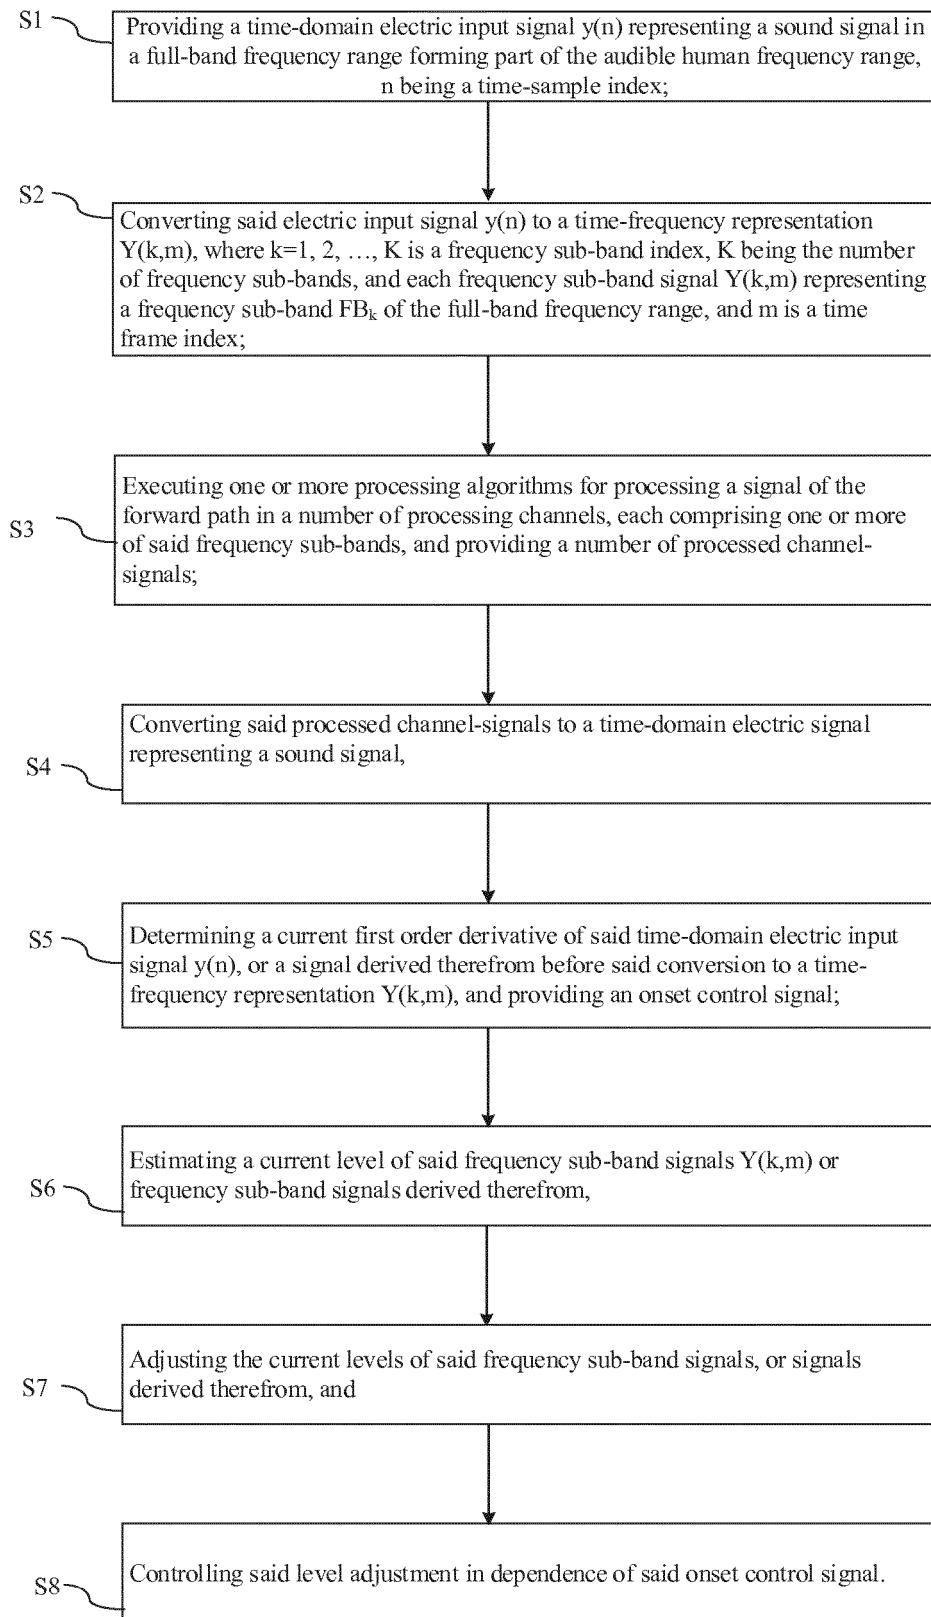 S1
Providing a time-domain electric input signal y(n) representing a sound signal in
a full-band frequency range forming part of the audible human frequency range,
n being a time-sample index;
S2
Converting said electric input signal y(n) to a time-frequency representation
Y(k,m), where k=1, 2, …, K is a frequency sub-band index, K being the number
of frequency sub-bands, and each frequency sub-band signal Y(k,m) representing
a frequency sub-band FBk of the full-band frequency range, and m is a time
frame index;
S3
Executing one or more processing algorithms for processing a signal of the
forward path in a number of processing channels, each comprising one or more
of said frequency sub-bands, and providing a number of processed channel-
signals;
S4
Converting said processed channel-signals to a time-domain electric signal
representing a sound signal,
S5
Determining a current first order derivative of said time-domain electric input
signal y(n), or a signal derived therefrom before said conversion to a time-
frequency representation Y(k,m), and providing an onset control signal;
S6
Estimating a current level of said frequency sub-band signals Y(k,m) or
frequency sub-band signals derived therefrom,
S7
Adjusting the current levels of said frequency sub-band signals, or signals
derived therefrom, and
S8
Controlling said level adjustment in dependence of said onset control signal.